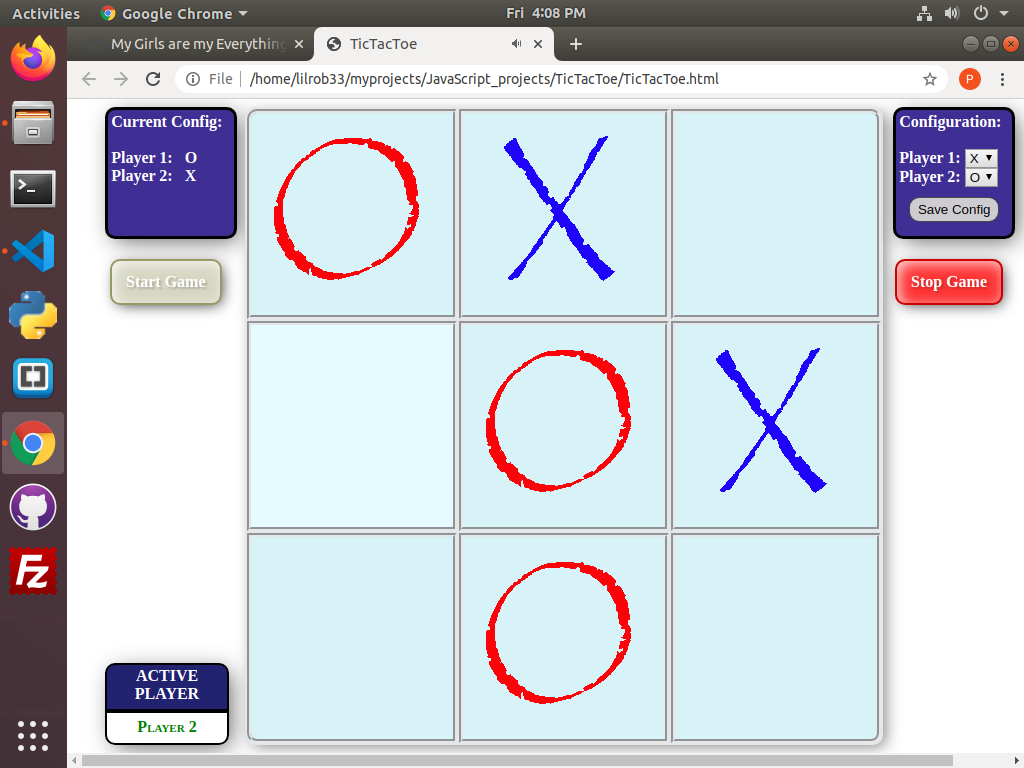 Activities Google Chrome Fri 4:08 PM
My Girls are my Everything TicTacToe
File /home/lilrob33/myprojects/JavaScript_projects/TicTacToe/TicTacToe.html P
Current Config:
Player 1: O
Player 2: X
Start Game
Configuration:
Player 1: X
Player 2: O
Save Config
Stop Game
O X
O X
O
ACTIVE
PLAYER
Player 2
Fz